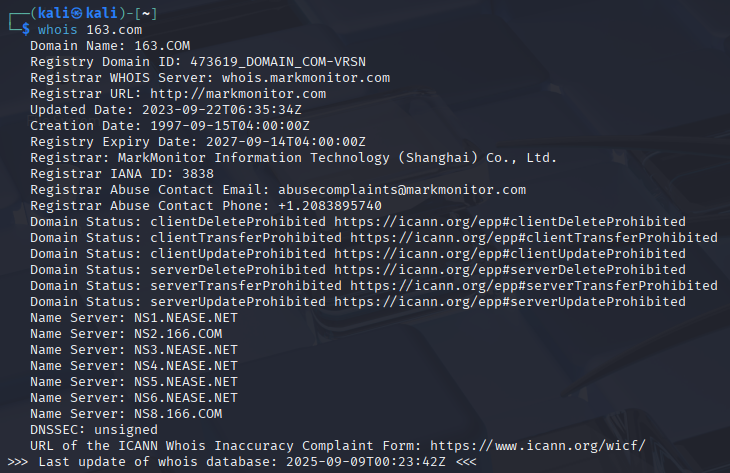 ┌──(kali㉿kali)-[~]
└─$ whois 163.com
Domain Name: 163.COM
Registry Domain ID: 473619_DOMAIN_COM-VRSN
Registrar WHOIS Server: whois.markmonitor.com
Registrar URL: http://markmonitor.com
Updated Date: 2023-09-22T06:35:34Z
Creation Date: 1997-09-15T04:00:00Z
Registry Expiry Date: 2027-09-14T04:00:00Z
Registrar: MarkMonitor Information Technology (Shanghai) Co., Ltd.
Registrar IANA ID: 3838
Registrar Abuse Contact Email: abusecomplaints@markmonitor.com
Registrar Abuse Contact Phone: +1.2083895740
Domain Status: clientDeleteProhibited https://icann.org/epp#clientDeleteProhibited
Domain Status: clientTransferProhibited https://icann.org/epp#clientTransferProhibited
Domain Status: clientUpdateProhibited https://icann.org/epp#clientUpdateProhibited
Domain Status: serverDeleteProhibited https://icann.org/epp#serverDeleteProhibited
Domain Status: serverTransferProhibited https://icann.org/epp#serverTransferProhibited
Domain Status: serverUpdateProhibited https://icann.org/epp#serverUpdateProhibited
Name Server: NS1.NEASE.NET
Name Server: NS2.166.COM
Name Server: NS3.NEASE.NET
Name Server: NS4.NEASE.NET
Name Server: NS5.NEASE.NET
Name Server: NS6.NEASE.NET
Name Server: NS8.166.COM
DNSSEC: unsigned
URL of the ICANN Whois Inaccuracy Complaint Form: https://www.icann.org/wicf/
>>> Last update of whois database: 2025-09-09T00:23:42Z <<<